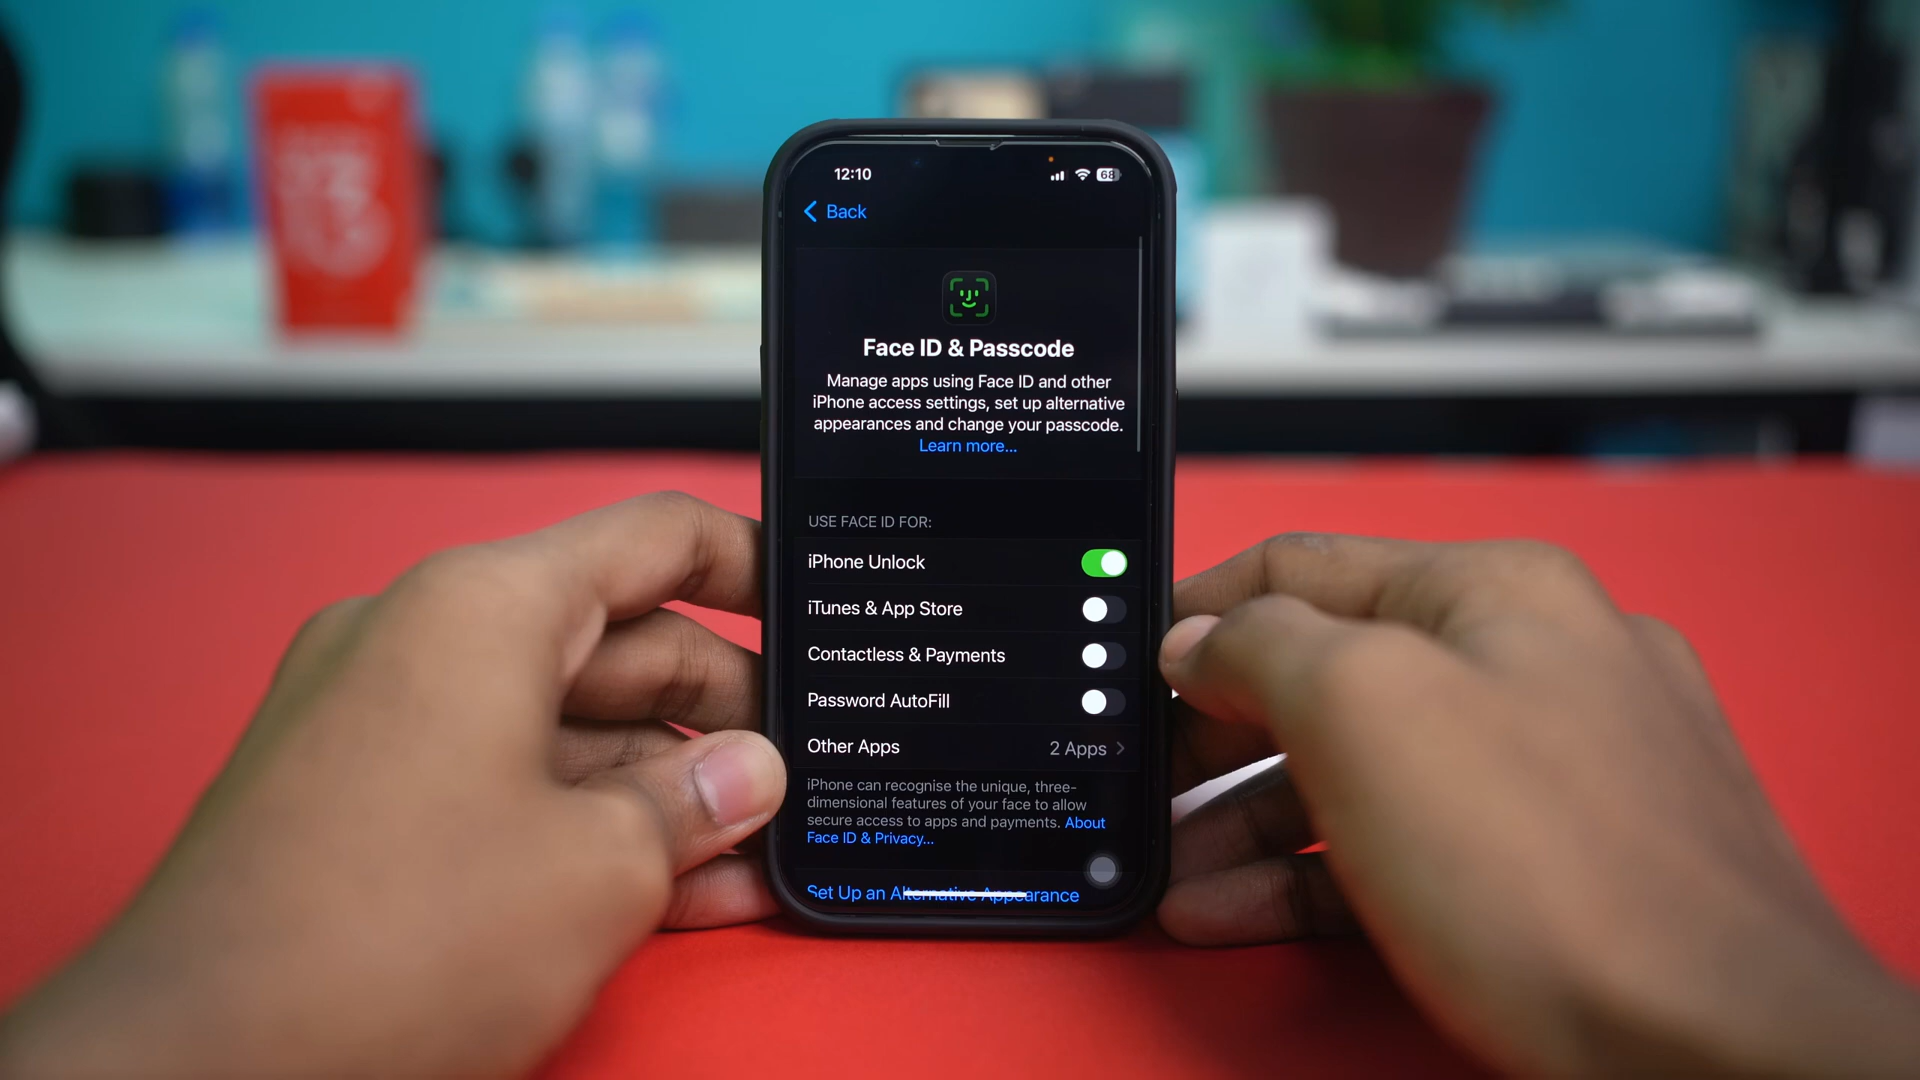 12:10
68
Back
Face ID & Passcode
Manage apps using Face ID and other
iPhone access settings, set up alternative
appearances and change your passcode.
Learn more...
USE FACE ID FOR:
iPhone Unlock
iTunes & App Store
Contactless & Payments
Password AutoFill
Other Apps
2 Apps
iPhone can recognise the unique, three-
dimensional features of your face to allow
secure access to apps and payments. About
Face ID & Privacy...
Set Up an Alternative Appearance